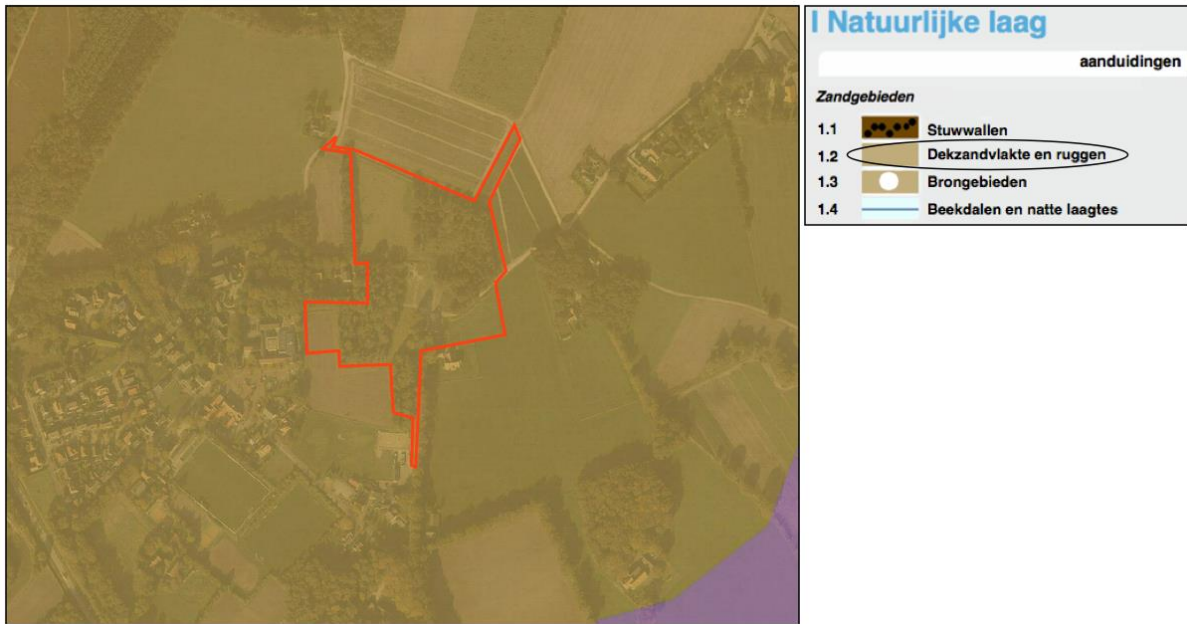 I Natuurlijke laag
aanduidingen
Zandgebieden
1.1 Stuwwallen
1.2 Dekzandvlakte en ruggen
1.3 Brongebieden
1.4 Beekdalen en natte laagtes